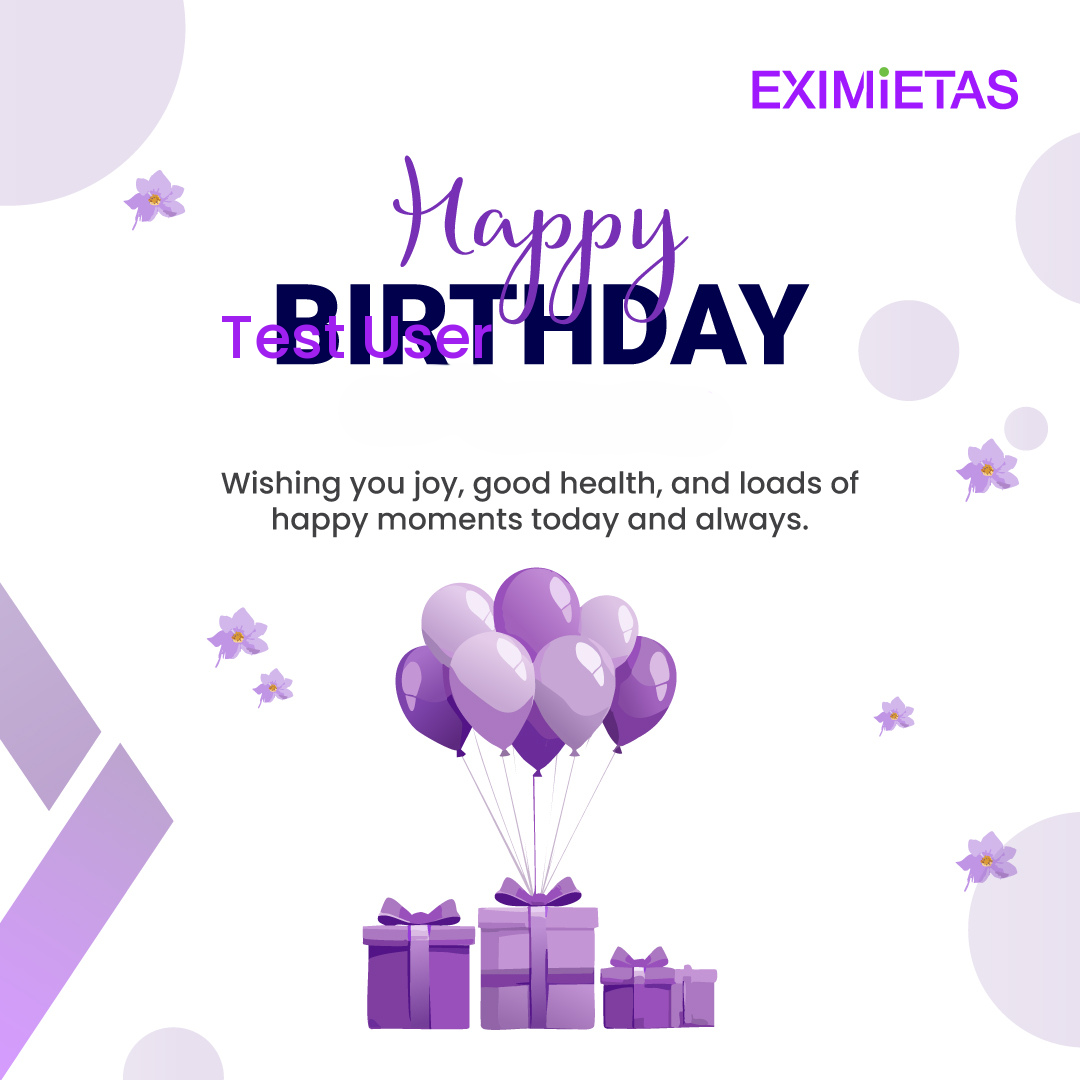 EXIMiETAS
Happy
BIRTHDAY
Test User
Wishing you joy, good health, and loads of
happy moments today and always.